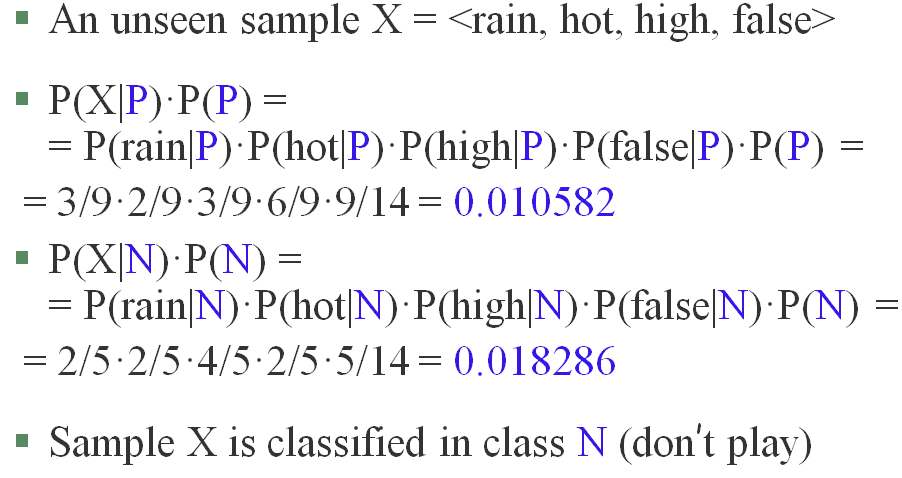 An unseen sample X = <rain, hot, high, false>
P(X|P)·P(P) =
= P(rain|P)·P(hot|P)·P(high|P)·P(false|P)·P(P) =
= 3/9·2/9·3/9·6/9·9/14 = 0.010582
P(X|N)·P(N) =
= P(rain|N)·P(hot|N)·P(high|N)·P(false|N)·P(N) =
= 2/5·2/5·4/5·2/5·5/14 = 0.018286
Sample X is classified in class N (don't play)